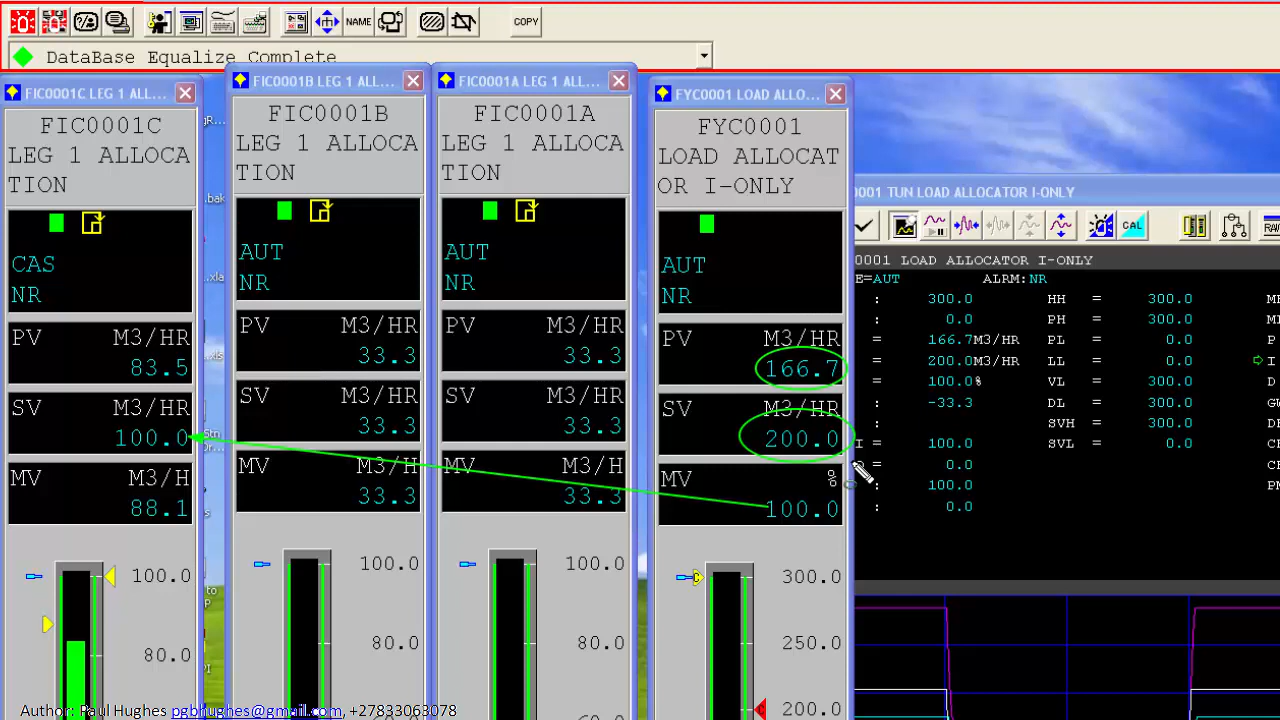 NAME
COPY
DataBase Equalize Complete
FIC0001C LEG 1 ALL...
FIC0001C
LEG 1 ALLOCA
TION
CAS
NR
PV M3/HR
83.5
SV M3/HR
100.0
MV M3/H
88.1
100.0
80.0
FIC0001B LEG 1 ALL...
FIC0001B
LEG 1 ALLOCA
TION
AUT
NR
PV M3/HR
33.3
SV M3/HR
33.3
MV M3/H
33.3
100.0
80.0
FIC0001A LEG 1 ALL...
FIC0001A
LEG 1 ALLOCA
TION
AUT
NR
PV M3/HR
33.3
SV M3/HR
33.3
MV M3/H
33.3
100.0
80.0
FYC0001 LOAD ALLO...
FYC0001
LOAD ALLOCAT
OR I-ONLY
AUT
NR
PV M3/HR
166.7
SV M3/HR
200.0
MV %
100.0
300.0
250.0
200.0
0001 TUN LOAD ALLOCATOR I-ONLY
CAL
RAW
0001 LOAD ALLOCATOR I-ONLY
E=AUT ALRM:NR
: 300.0 HH = 300.0
: 0.0 PH = 300.0
: 166.7M3/HR PL = 0.0 P
= 200.0M3/HR LL = 0.0 I
= 100.0% VL = 300.0 D
: -33.3 DL = 300.0
: SVH = 300.0
I = 100.0 SVL = 0.0
= 0.0
: 100.0
: 0.0
Author: Paul Hughes pgbhughes@gmail.com, +27833063078